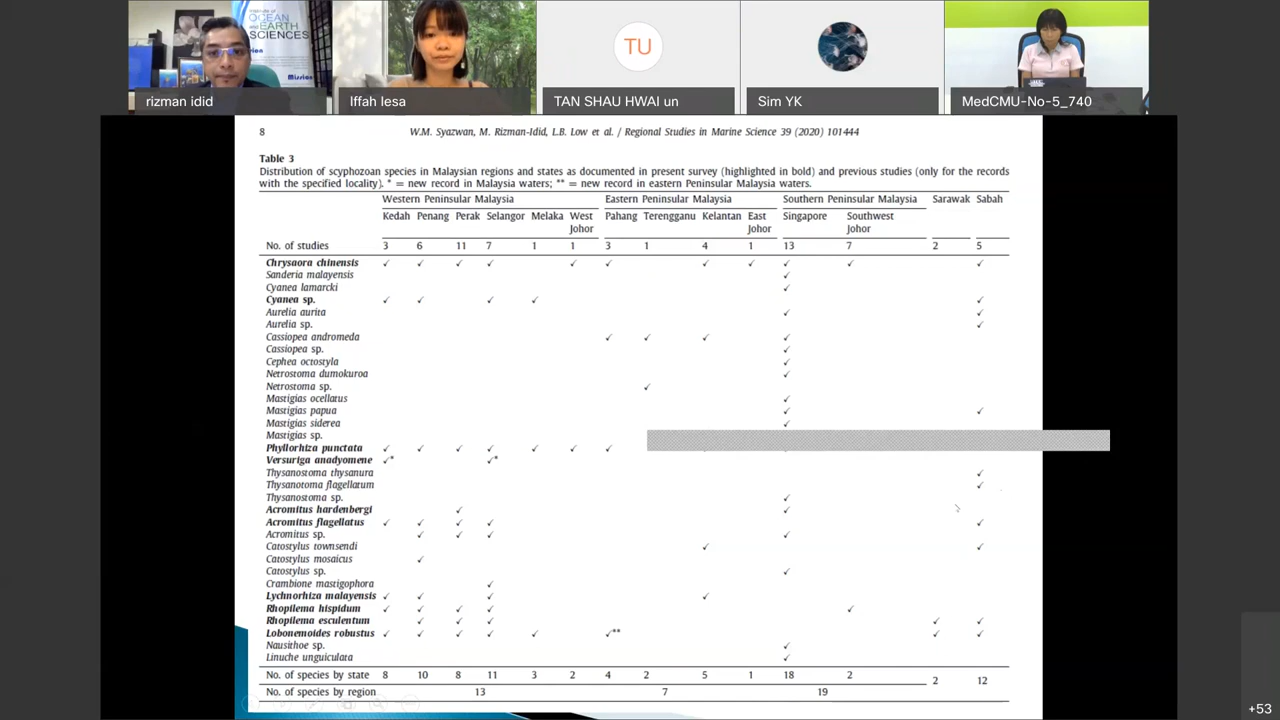 Institute of
OCEAN
and EARTH
SCIENCES
Mission
rizman idid
Iffah Iesa
TU
TAN SHAU HWAI un
Sim YK
MedCMU-No-5_740
8 W.M. Syazwan, M. Rizman-Idid, L.B. Low et al. / Regional Studies in Marine Science 39 (2020) 101444
Table 3
Distribution of scyphozoan species in Malaysian regions and states as documented in present survey (highlighted in bold) and previous studies (only for the records
with the specified locality). * = new record in Malaysia waters; ** = new record in eastern Peninsular Malaysia waters.
Western Peninsular Malaysia Eastern Peninsular Malaysia Southern Peninsular Malaysia Sarawak Sabah
Kedah Penang Perak Selangor Melaka West Johor Pahang Terengganu Kelantan East Johor Singapore Southwest Johor
No. of studies 3 6 11 7 1 1 3 1 4 1 13 7 2 5
Chrysaora chinensis ✓ ✓ ✓ ✓ ✓ ✓ ✓ ✓ ✓ ✓ ✓
Sanderia malayensis ✓
Cyanea lamarcki ✓
Cyanea sp. ✓ ✓ ✓ ✓ ✓
Aurelia aurita ✓ ✓
Aurelia sp. ✓
Cassiopea andromeda ✓ ✓ ✓ ✓
Cassiopea sp. ✓
Cephea octostyla ✓
Netrostoma dumokuroa ✓
Netrostoma sp. ✓
Mastigias ocellatus ✓
Mastigias papua ✓ ✓
Mastigias siderea ✓
Mastigias sp.
Phyllorhiza punctata ✓ ✓ ✓ ✓ ✓ ✓ ✓
Versuriga anadyomene ✓* ✓*
Thysanostoma thysanura ✓
Thysanotoma flagellatum ✓
Thysanostoma sp. ✓
Acromitus hardenbergi ✓ ✓
Acromitus flagellatus ✓ ✓ ✓ ✓ ✓
Acromitus sp. ✓ ✓ ✓ ✓
Catostylus townsendi ✓ ✓
Catostylus mosaicus ✓
Catostylus sp. ✓
Crambione mastigophora ✓
Lychnorhiza malayensis ✓ ✓ ✓ ✓
Rhopilema hispidum ✓ ✓ ✓ ✓ ✓
Rhopilema esculentum ✓ ✓ ✓ ✓ ✓
Lobonemoides robustus ✓ ✓ ✓ ✓ ✓ ✓** ✓ ✓
Nausithoe sp. ✓
Linuche unguiculata ✓
No. of species by state 8 10 8 11 3 2 4 2 5 1 18 2 2 12
No. of species by region 13 7 19
+53